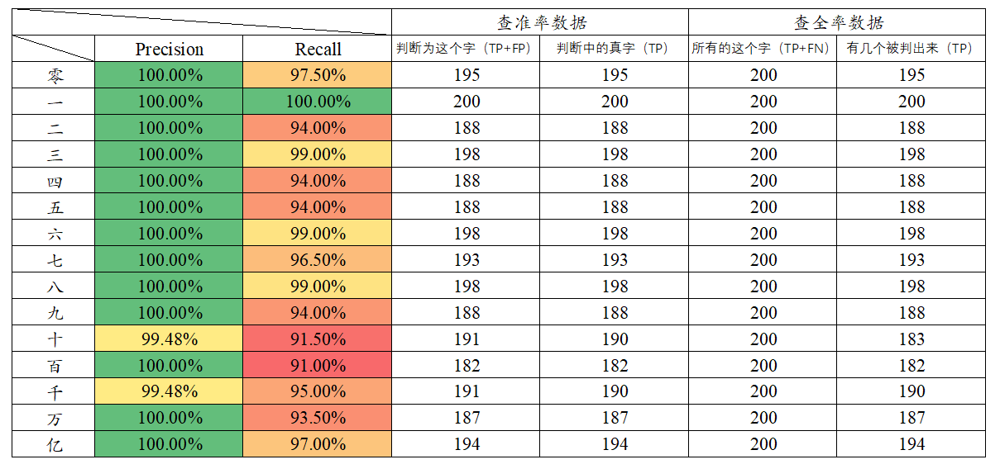 查准率数据 查全率数据
Precision Recall 判断为这个字（TP+FP） 判断中的真字（TP） 所有的这个字（TP+FN） 有几个被判出来（TP）
零 100.00% 97.50% 195 195 200 195
一 100.00% 100.00% 200 200 200 200
二 100.00% 94.00% 188 188 200 188
三 100.00% 99.00% 198 198 200 198
四 100.00% 94.00% 188 188 200 188
五 100.00% 94.00% 188 188 200 188
六 100.00% 99.00% 198 198 200 198
七 100.00% 96.50% 193 193 200 193
八 100.00% 99.00% 198 198 200 198
九 100.00% 94.00% 188 188 200 188
十 99.48% 91.50% 191 190 200 183
百 100.00% 91.00% 182 182 200 182
千 99.48% 95.00% 191 190 200 190
万 100.00% 93.50% 187 187 200 187
亿 100.00% 97.00% 194 194 200 194